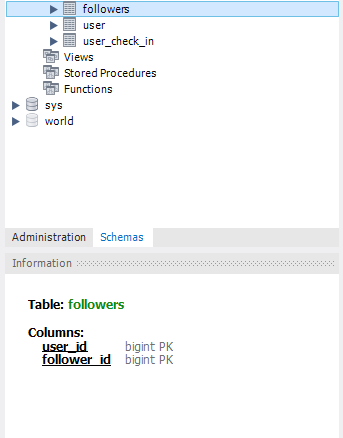 followers
user
user_check_in
Views
Stored Procedures
Functions
sys
world
Administration Schemas
Information
Table: followers
Columns:
user_id bigint PK
follower_id bigint PK